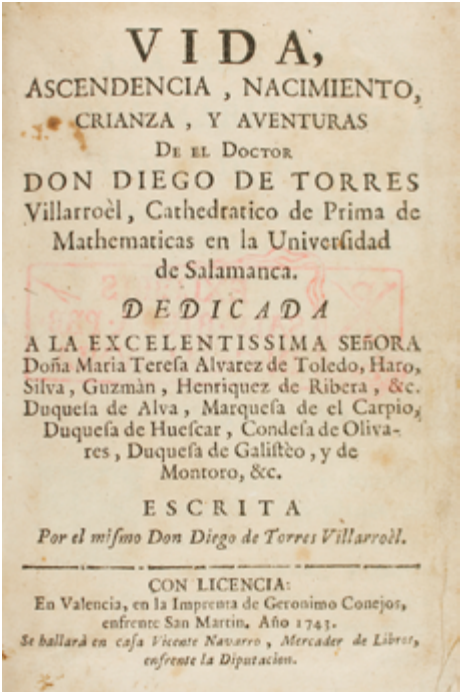 VIDA,
ASCENDENCIA, NACIMIENTO,
CRIANZA, Y AVENTURAS
DE EL DOCTOR
DON DIEGO DE TORRES
Villarroèl, Cathedratico de Prima de
Mathematicas en la Univerſidad
de Salamanca.
DEDICADA
A LA EXCELENTISSIMA SEñORA
Doña Maria Tereſa Alvarez de Toledo, Haro,
Silva, Guzmàn, Henriquez de Ribera, &c.
Duqueſa de Alva, Marqueſa de el Carpio,
Duqueſa de Hueſcar, Condeſa de Oliva-
res, Duqueſa de Galiſtèo, y de
Montoro, &c.
ESCRITA
Por el miſmo Don Diego de Torres Villarroèl.
CON LICENCIA:
En Valencia, en la Imprenta de Geronimo Conejos,
enfrente San Martin. Año 1743.
Se hallarà en caſa Vicente Navarro, Mercader de Libros,
enfrente la Diputacion.